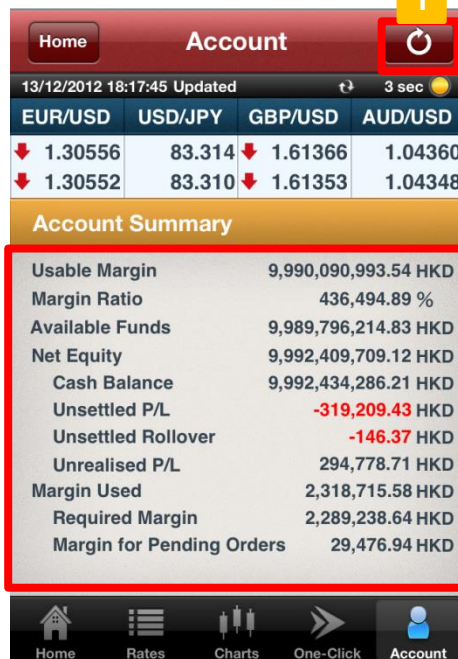 1
Home Account
13/12/2012 18:17:45 Updated 3 sec
EUR/USD USD/JPY GBP/USD AUD/USD
1.30556 83.314 1.61366 1.04360
1.30552 83.310 1.61353 1.04348
Account Summary
Usable Margin 9,990,090,993.54 HKD
Margin Ratio 436,494.89 %
Available Funds 9,989,796,214.83 HKD
Net Equity 9,992,409,709.12 HKD
Cash Balance 9,992,434,286.21 HKD
Unsettled P/L -319,209.43 HKD
Unsettled Rollover -146.37 HKD
Unrealised P/L 294,778.71 HKD
Margin Used 2,318,715.58 HKD
Required Margin 2,289,238.64 HKD
Margin for Pending Orders 29,476.94 HKD
Home Rates Charts One-Click Account